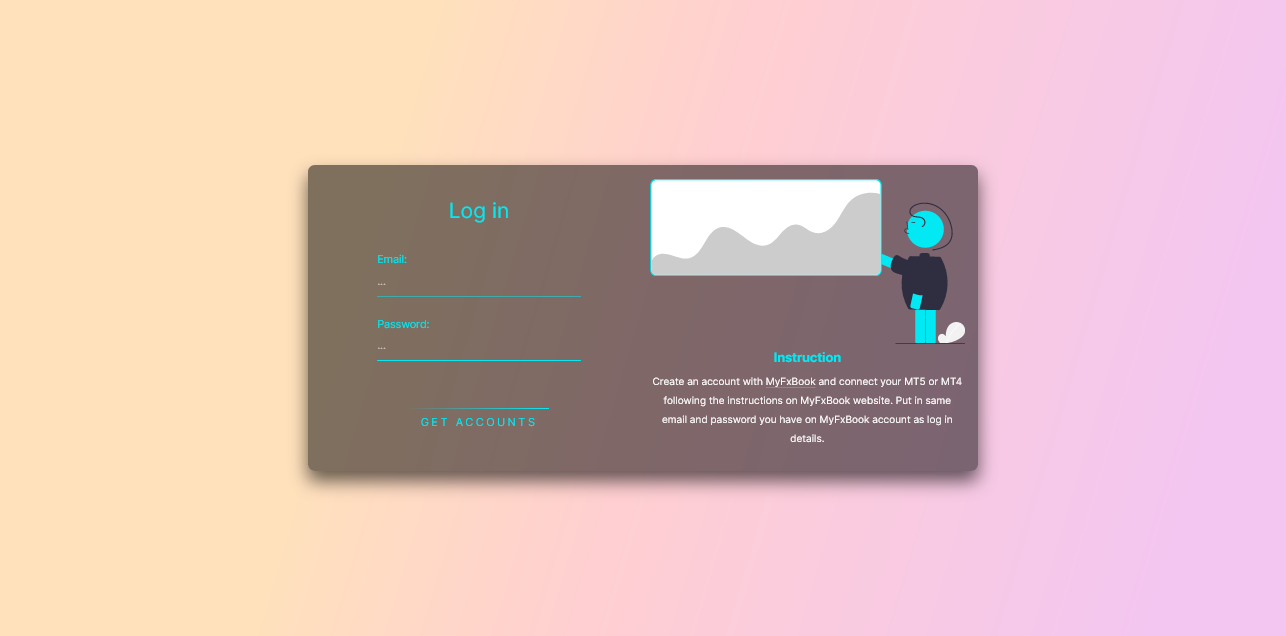 Log in
Email:
...
Password:
...
GET ACCOUNTS
Instruction
Create an account with MyFxBook and connect your MT5 or MT4
following the instructions on MyFxBook website. Put in same
email and password you have on MyFxBook account as log in
details.